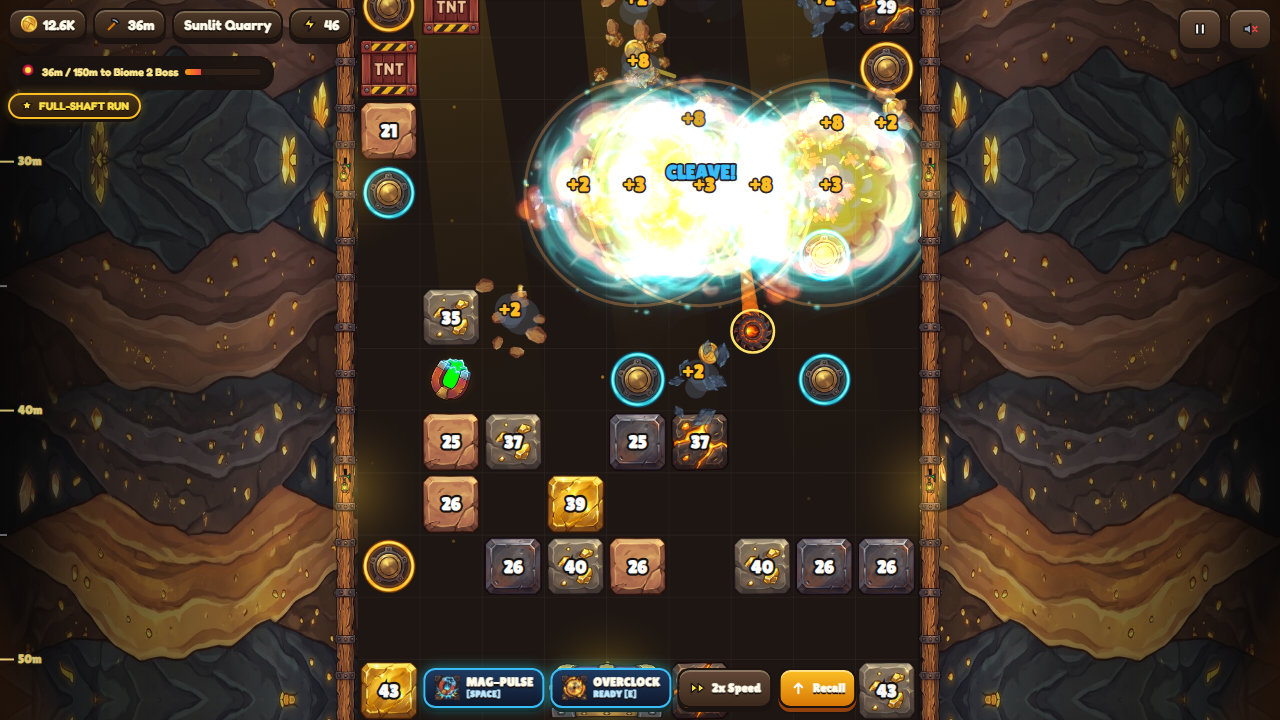 12.6K 36m Sunlit Quarry 46
36m / 150m to Biome 2 Boss
FULL-SHAFT RUN
TNT
+2
+2
29
+8
TNT
21
+8
+8
+2
CLEAVE!
30m
+2
+3
+3
+8
+3
35
+2
+2
40m
25
37
25
37
26
39
26
40
26
40
26
26
50m
43
MAG-PULSE
[SPACE]
OVERCLOCK
READY [E]
2x Speed
Recall
43